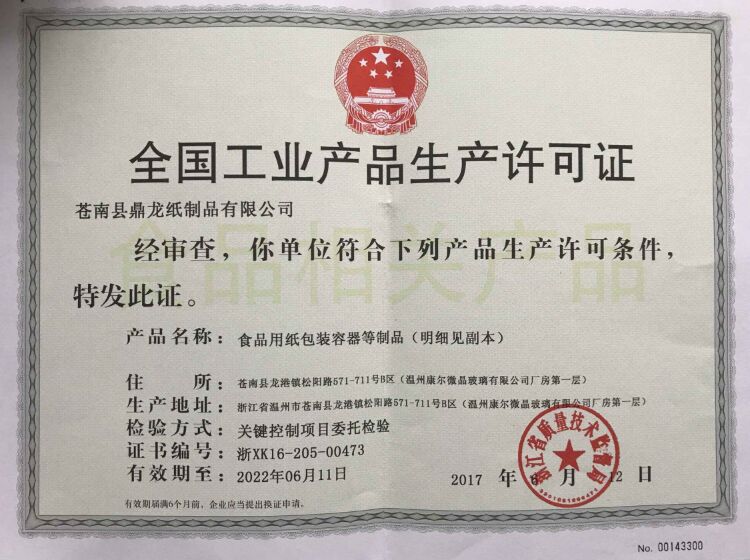 全国工业产品生产许可证
苍南县鼎龙纸制品有限公司
食品相关产品
经审查，你单位符合下列产品生产许可条件，
特发此证。
产品名称：食品用纸包装容器等制品（明细见副本）
住 所：苍南县龙港镇松阳路571-711号B区（温州康尔微晶玻璃有限公司厂房第一层）
生产地址：浙江省温州市苍南县龙港镇松阳路571-711号B区（温州康尔微晶玻璃有限公司厂房第一层）
检验方式：关键控制项目委托检验
证书编号：浙XK16-205-00473
有效期至：2022年06月11日
浙江省质量技术监督局
2017 年 6 月 12 日
有效期届满6个月前，企业应当提出换证申请。
No. 00143300